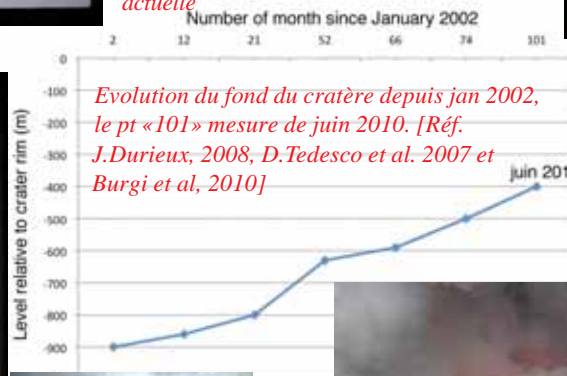 actuelle
Number of month since January 2002
2 12 21 52 66 74 101
0
-100
-200
-300
-400
-500
-600
-700
-800
-900
Level relative to crater rim (m)
Evolution du fond du cratère depuis jan 2002,
le pt «101» mesure de juin 2010. [Réf.
J.Durieux, 2008, D.Tedesco et al. 2007 et
Burgi et al, 2010]
juin 201